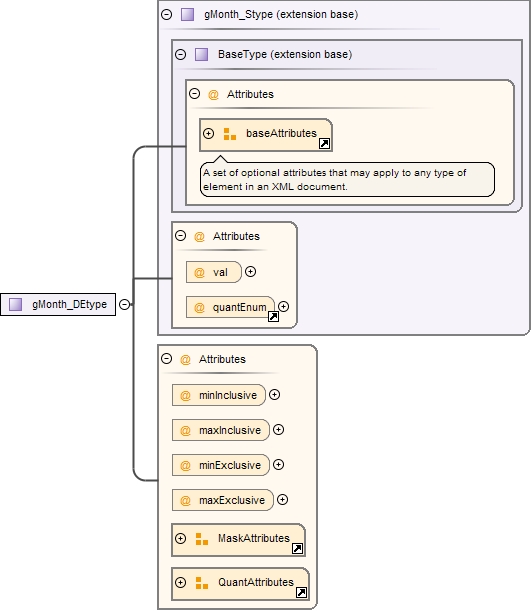 gMonth_Stype (extension base)
BaseType (extension base)
@ Attributes
baseAttributes
A set of optional attributes that may apply to any type of
element in an XML document.
@ Attributes
@ val
@ quantEnum
gMonth_DEtype
@ Attributes
@ minInclusive
@ maxInclusive
@ minExclusive
@ maxExclusive
MaskAttributes
QuantAttributes